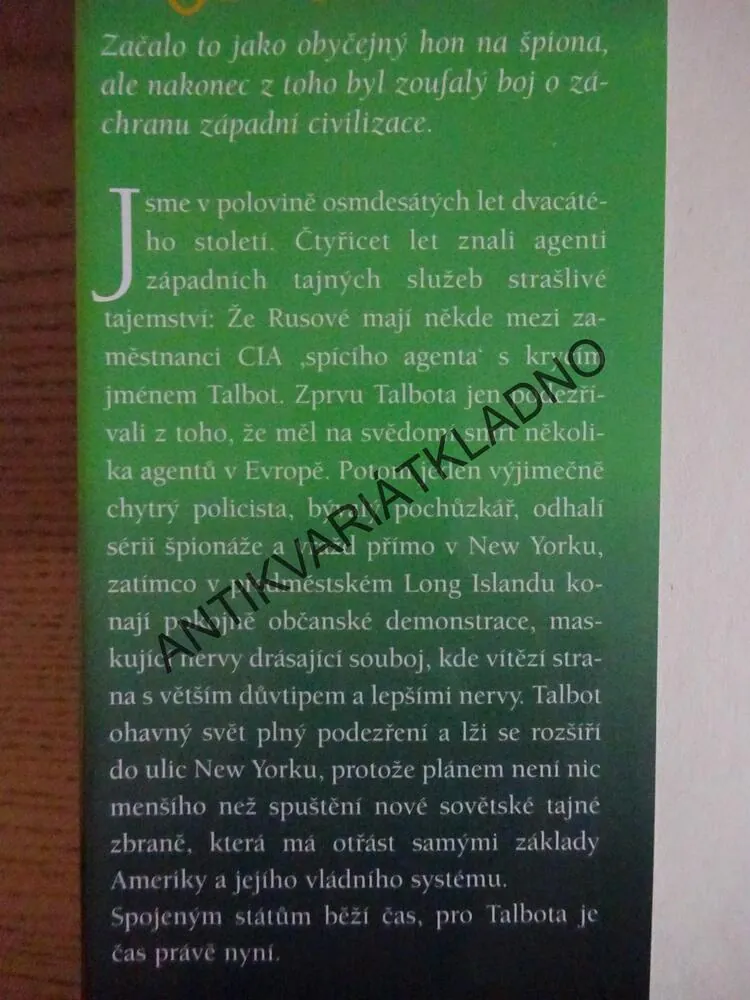 Začalo to jako obyčejný hon na špiona,
ale nakonec z toho byl zoufalý boj o zá-
chranu západní civilizace.
Jsme v polovině osmdesátých let dvacáté-
ho století. Čtyřicet let znali agenti
západních tajných služeb strašlivé
tajemství: Že Rusové mají někde mezi za-
městnanci CIA ‚spícího agenta‘ s krycím
jménem Talbot. Zprvu Talbota jen podezří-
vali z toho, že měl na svědomí smrt několi-
ka agentů v Evropě. Potom jeden výjimečně
chytrý policista, bývalý pochůzkář, odhalí
sérii špionáže a vražd přímo v New Yorku,
zatímco v předměstském Long Islandu ko-
nají pokojné občanské demonstrace, mas-
kující nervy drásající souboj, kde vítězí stra-
na s větším důvtipem a lepšími nervy. Talbot
ohavný svět plný podezření a lži se rozšíří
do ulic New Yorku, protože plánem není nic
menšího než spuštění nové sovětské tajné
zbraně, která má otřást samými základy
Ameriky a jejího vládního systému.
Spojeným státům běží čas, pro Talbota je
čas právě nyní.
ANTIKVARIATKLADNO